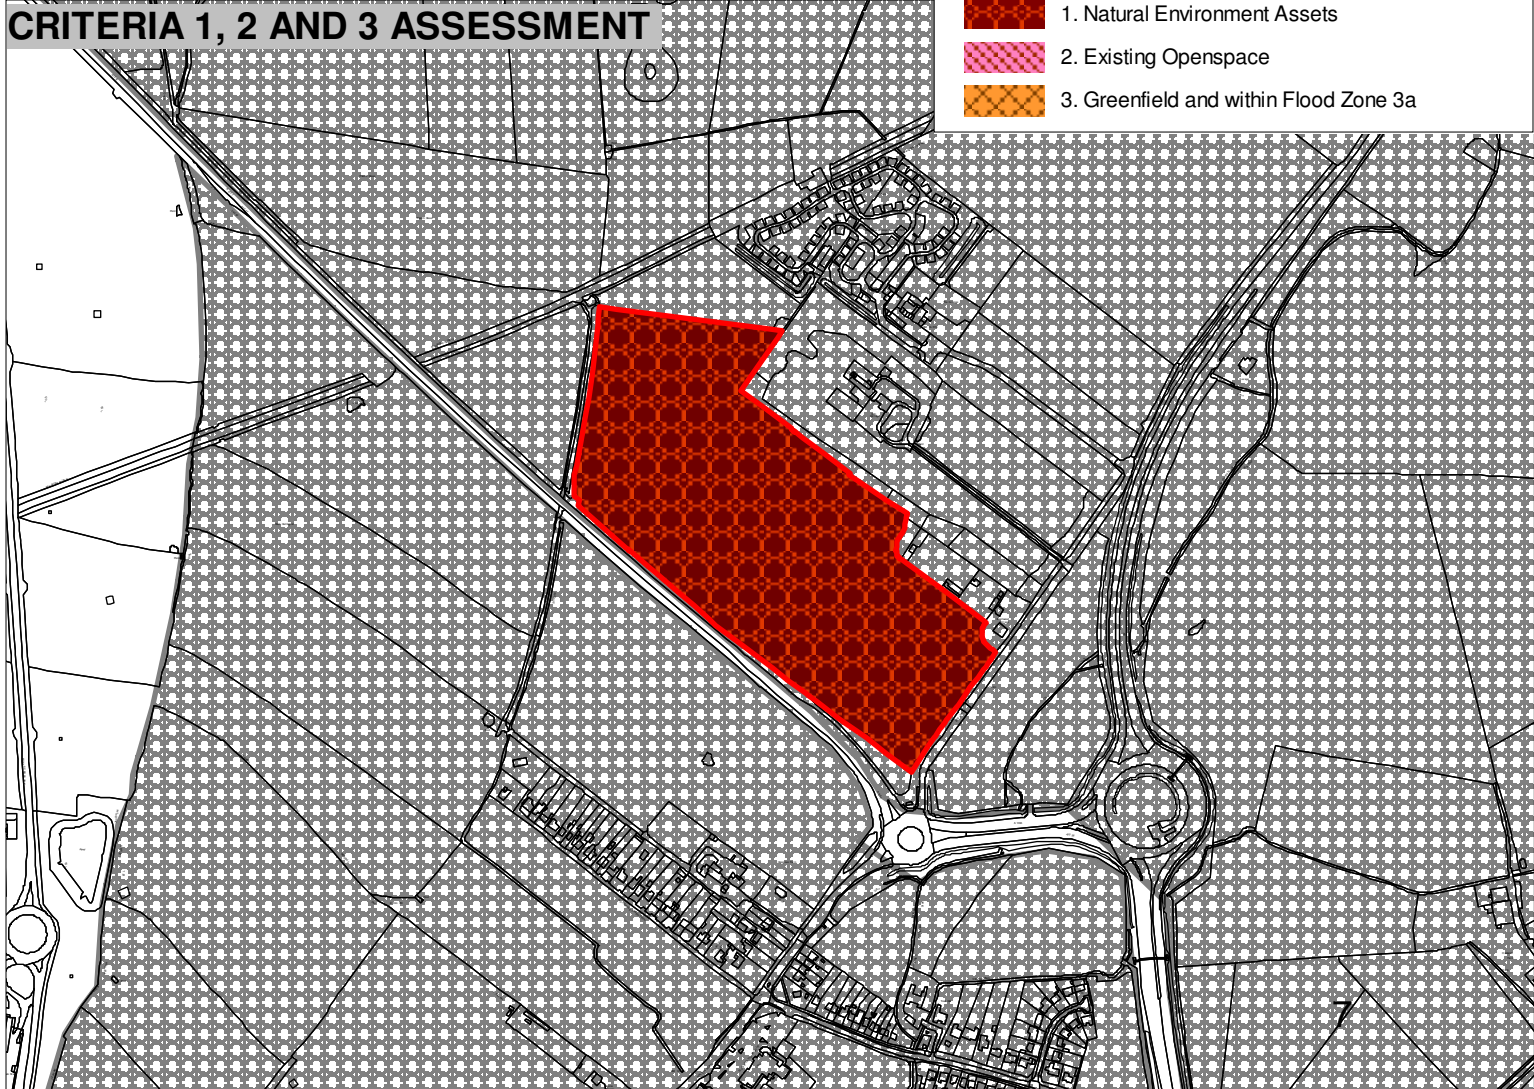 CRITERIA 1, 2 AND 3 ASSESSMENT
1. Natural Environment Assets
2. Existing Openspace
3. Greenfield and within Flood Zone 3a
7